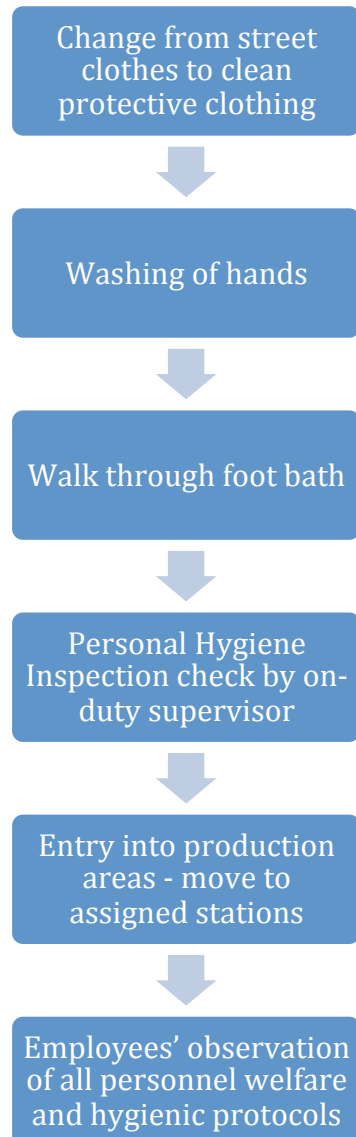 Change from street
clothes to clean
protective clothing
Washing of hands
Walk through foot bath
Personal Hygiene
Inspection check by on-
duty supervisor
Entry into production
areas - move to
assigned stations
Employees’ observation
of all personnel welfare
and hygienic protocols